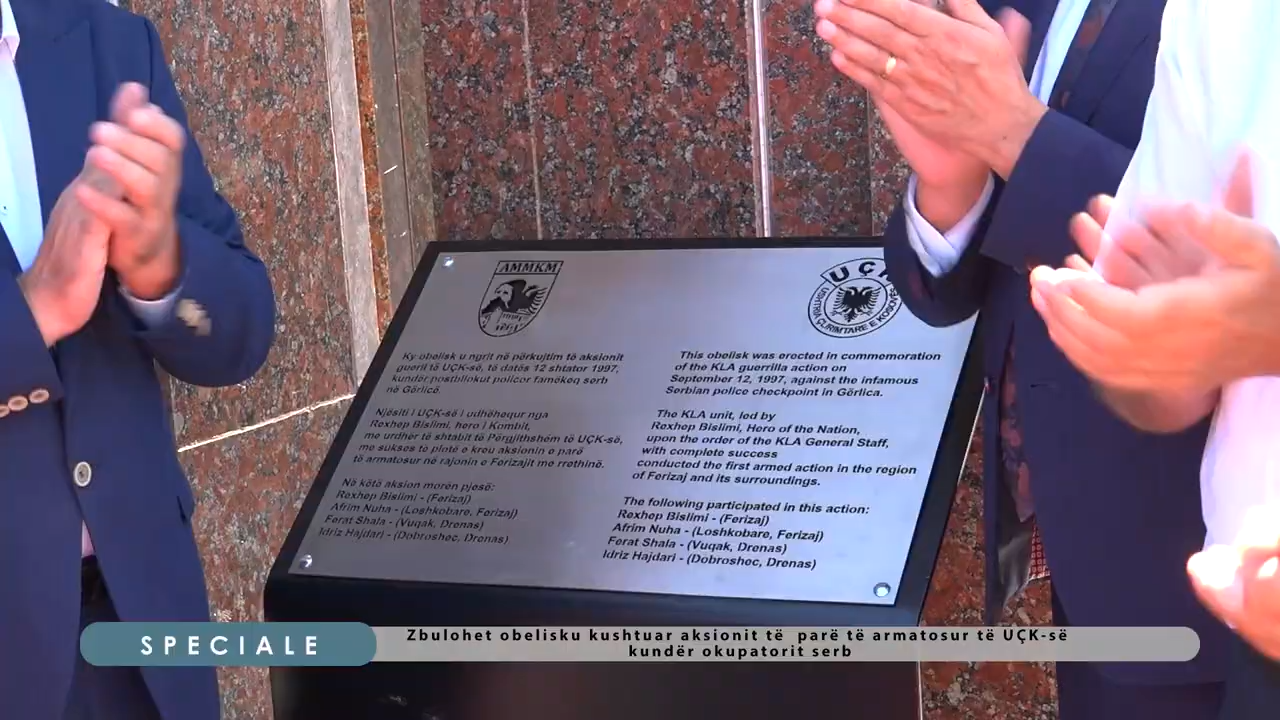 AMMKM
UÇK
USHTRIA ÇLIRIMTARE E KOSOVËS
Ky obelisk u ngrit në përkujtim të aksionit
gueril të UÇK-së, të datës 12 shtator 1997,
kundër postbllokut policor famëkeq serb
në Gërlicë.
Njësiti i UÇK-së i udhëhequr nga
Rexhep Bislimi, hero i Kombit,
me urdhër të shtabit të Përgjithshëm të UÇK-së,
me sukses të plotë e kreu aksionin e parë
të armatosur në rajonin e Ferizajit me rrethinë.
Në këtë aksion morën pjesë:
Rexhep Bislimi - (Ferizaj)
Afrim Nuha - (Loshkobare, Ferizaj)
Ferat Shala - (Vuqak, Drenas)
Idriz Hajdari - (Dobroshec, Drenas)
This obelisk was erected in commemoration
of the KLA guerrilla action on
September 12, 1997, against the infamous
Serbian police checkpoint in Gërlica.
The KLA unit, led by
Rexhep Bislimi, Hero of the Nation,
upon the order of the KLA General Staff,
with complete success
conducted the first armed action in the region
of Ferizaj and its surroundings.
The following participated in this action:
Rexhep Bislimi - (Ferizaj)
Afrim Nuha - (Loshkobare, Ferizaj)
Ferat Shala - (Vuqak, Drenas)
Idriz Hajdari - (Dobroshec, Drenas)
SPECIALE
Zbulohet obelisku kushtuar aksionit të parë të armatosur të UÇK-së
kundër okupatorit serb